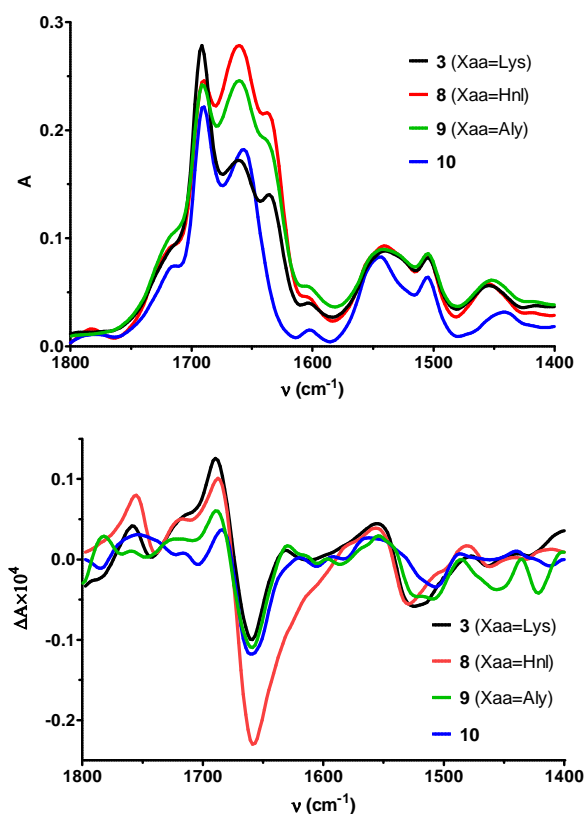 0.3
0.2
0.1
0.0
A
1800
1700
1600
1500
1400
ν (cm-1)
3 (Xaa=Lys)
8 (Xaa=Hnl)
9 (Xaa=Aly)
10
0.1
0.0
-0.1
-0.2
ΔA×10⁴
1800
1700
1600
1500
1400
ν (cm-1)
3 (Xaa=Lys)
8 (Xaa=Hnl)
9 (Xaa=Aly)
10